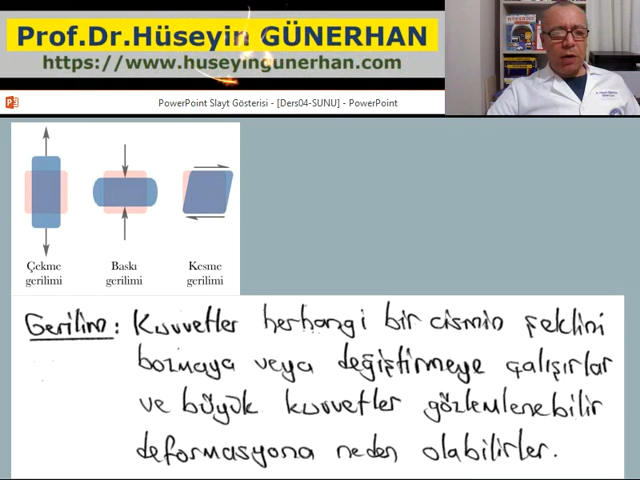 Prof.Dr.Hüseyin GÜNERHAN
https://www.huseyingunerhan.com
PowerPoint Slayt Gösterisi - [Ders04-SUNU] - PowerPoint
Çekme gerilimi
Baskı gerilimi
Kesme gerilimi
Gerilim: Kuvvetler herhangi bir cismin şeklini
bozmaya veya değiştirmeye çalışırlar
ve büyük kuvvetler gözlemlenebilir
deformasyona neden olabilirler.